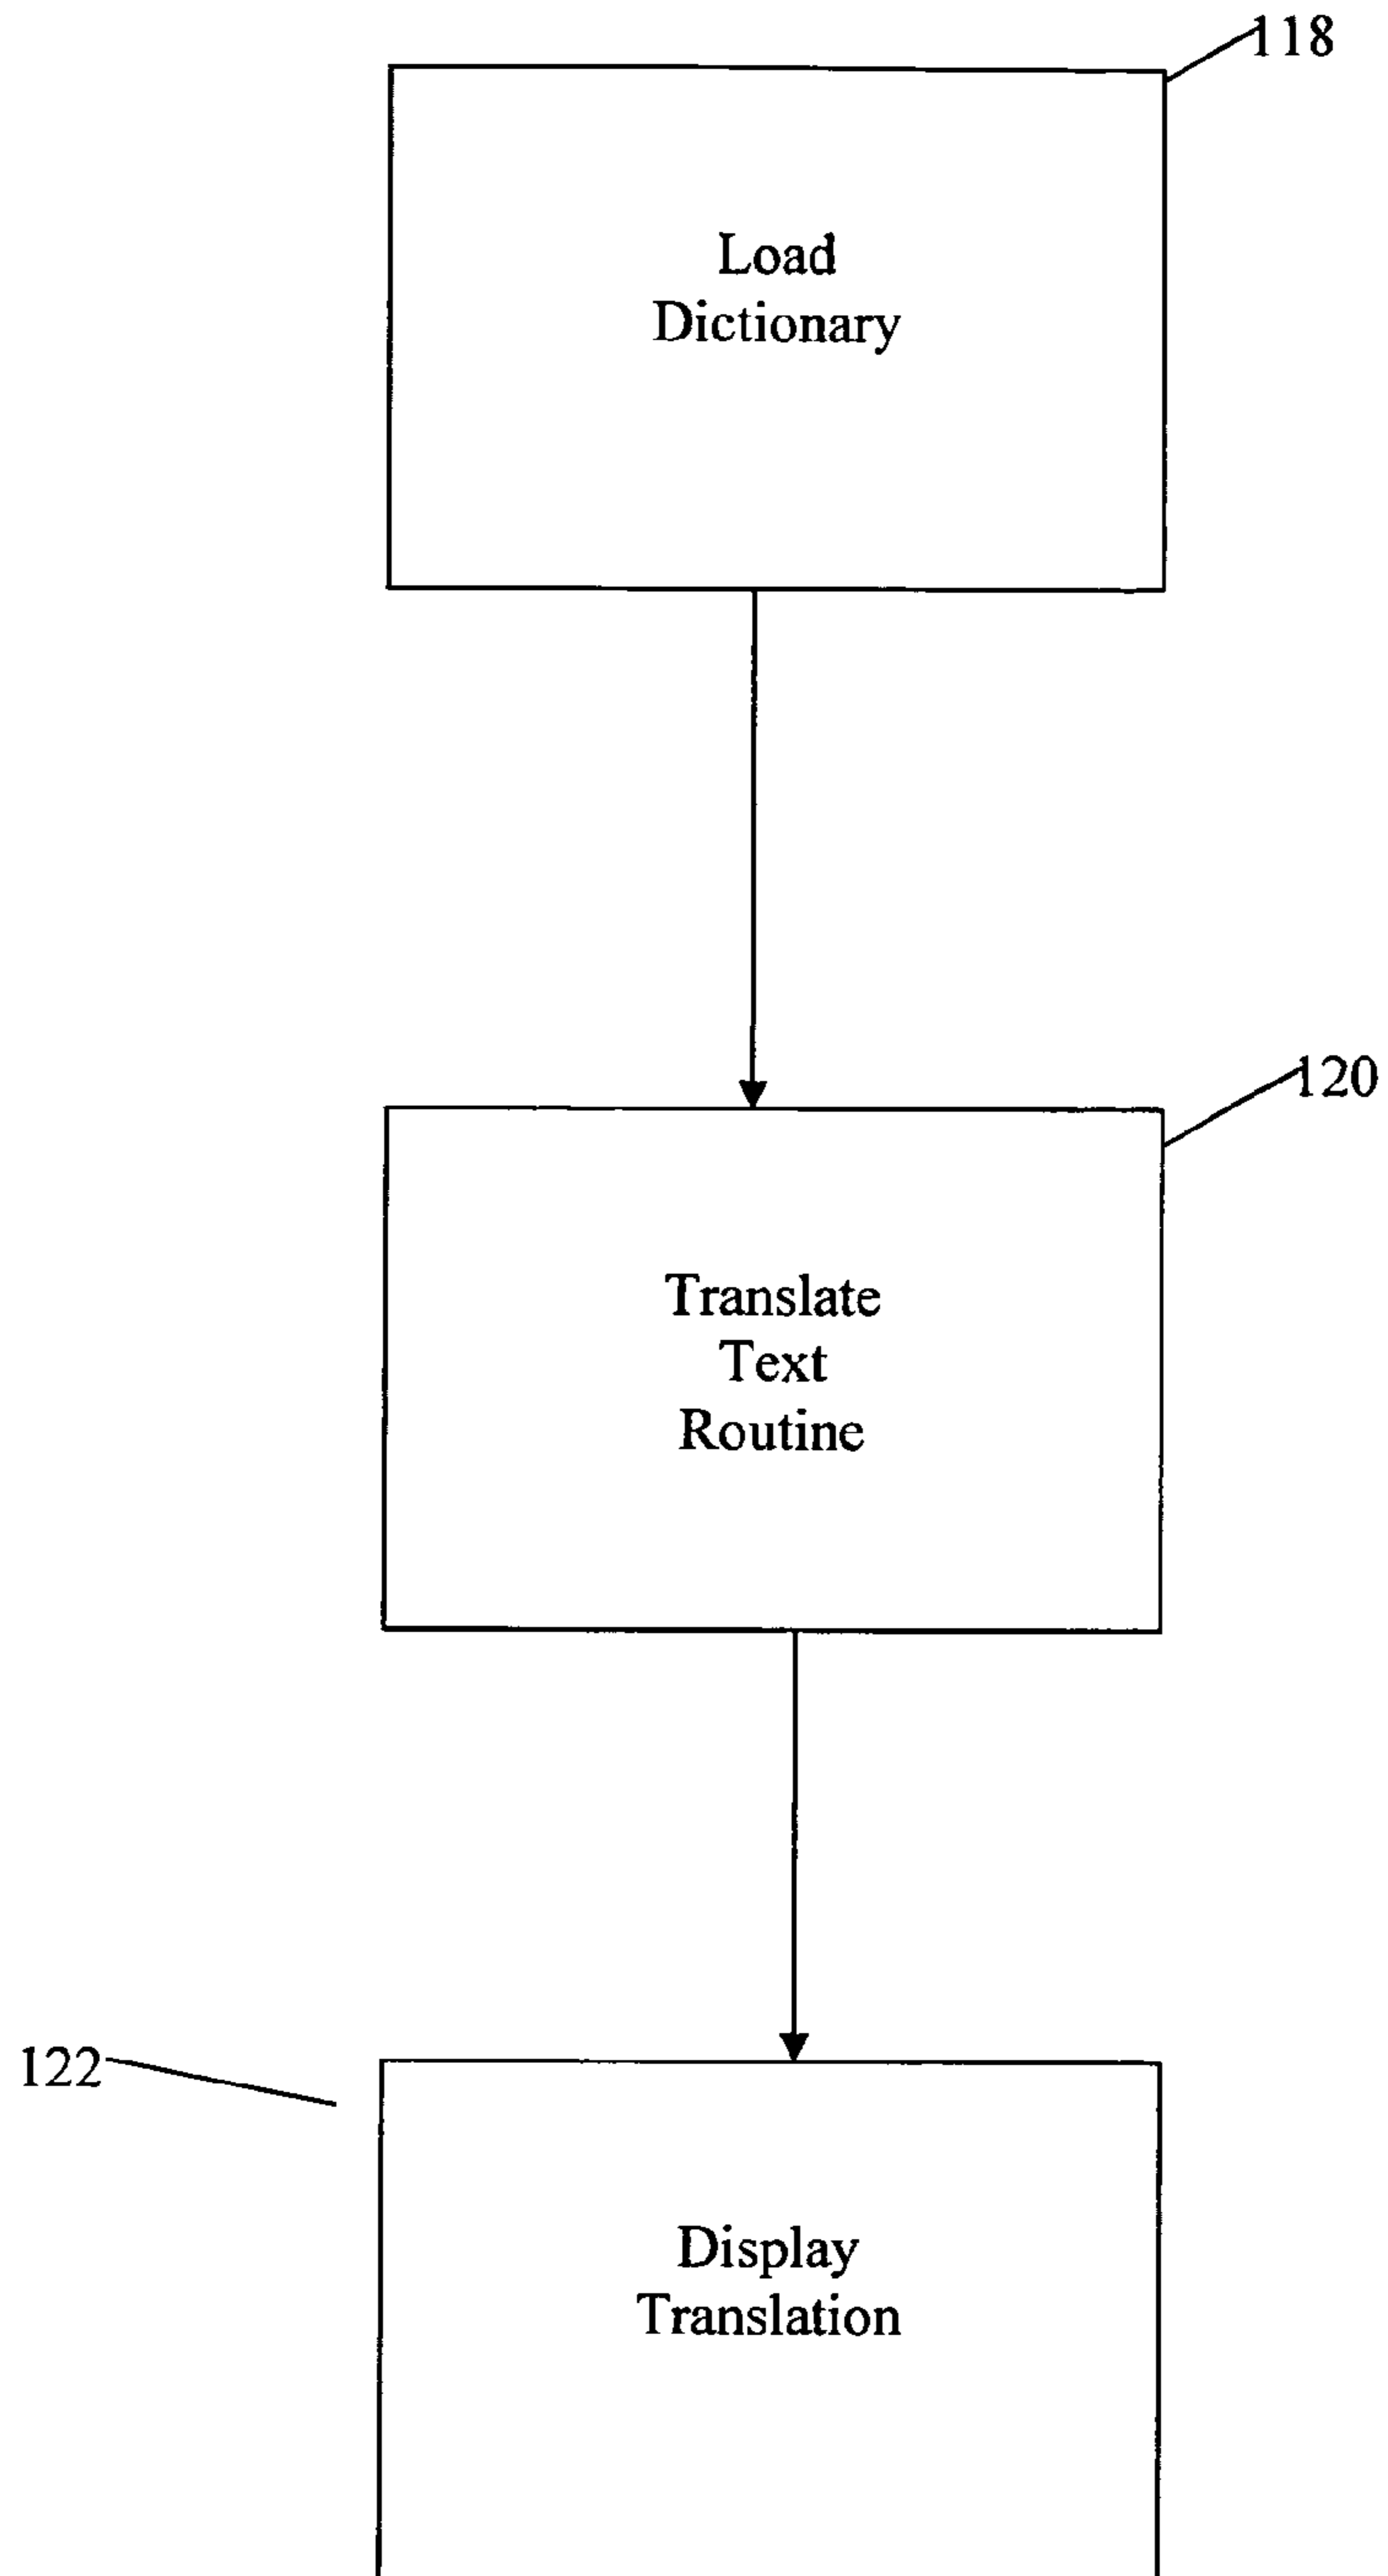 118
Load
Dictionary
120
Translate
Text
Routine
122
Display
Translation